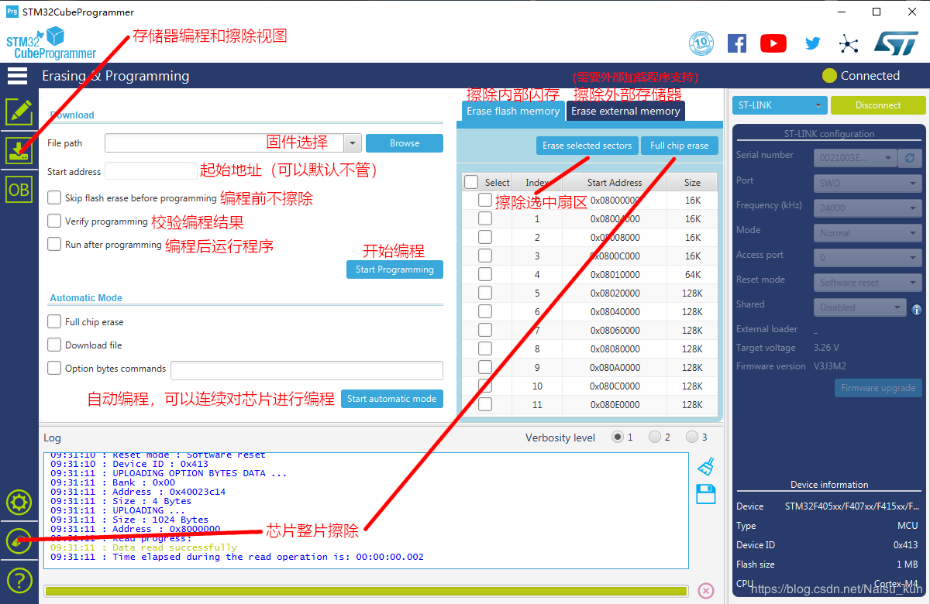 STM32CubeProgrammer
STM32
CubeProgrammer
存储器编程和擦除视图
Erasing & Programming
Connected
Download
File path
固件选择
Browse
Start address
起始地址（可以默认不管）
Skip flash erase before programming
编程前不擦除
Verify programming
校验编程结果
Run after programming
编程后运行程序
开始编程
Start Programming
Automatic Mode
Full chip erase
Download file
Option bytes commands
自动编程，可以连续对芯片进行编程
Start automatic mode
OB
(需要外部加载程序支持)
擦除内部闪存
擦除外部存储器
Erase flash memory
Erase external memory
Erase selected sectors
Full chip erase
Select Index Start Address Size
擦除选中扇区
0x08000000 16K
1 0x08004000 16K
2 0x08008000 16K
3 0x0800C000 16K
4 0x08010000 64K
5 0x08020000 128K
6 0x08040000 128K
7 0x08060000 128K
8 0x08080000 128K
9 0x080A0000 128K
10 0x080C0000 128K
11 0x080E0000 128K
ST-LINK
Disconnect
ST-LINK configuration
Serial number 0021003E...
Port SWD
Frequency (kHz) 24000
Mode Normal
Access port 0
Reset mode Software reset
Shared Disabled
External loader _
Target voltage 3.26 V
Firmware version V3J3M2
Firmware upgrade
Log
Verbosity level 1 2 3
09:31:10 : Reset mode : Software reset
09:31:10 : Device ID : 0x413
09:31:11 : UPLOADING OPTION BYTES DATA ...
09:31:11 : Bank : 0x00
09:31:11 : Address : 0x40023c14
09:31:11 : Size : 4 Bytes
09:31:11 : UPLOADING ...
09:31:11 : Size : 1024 Bytes
09:31:11 : Address : 0x8000000
09:31:11 : Read progress:
09:31:11 : Data read successfully
09:31:11 : Time elapsed during the read operation is: 00:00:00.002
芯片整片擦除
Device information
Device STM32F405xx/F407xx/F415xx/F...
Type MCU
Device ID 0x413
Flash size 1 MB
CPU Cortex-M4
https://blog.csdn.net/Naisu_kun